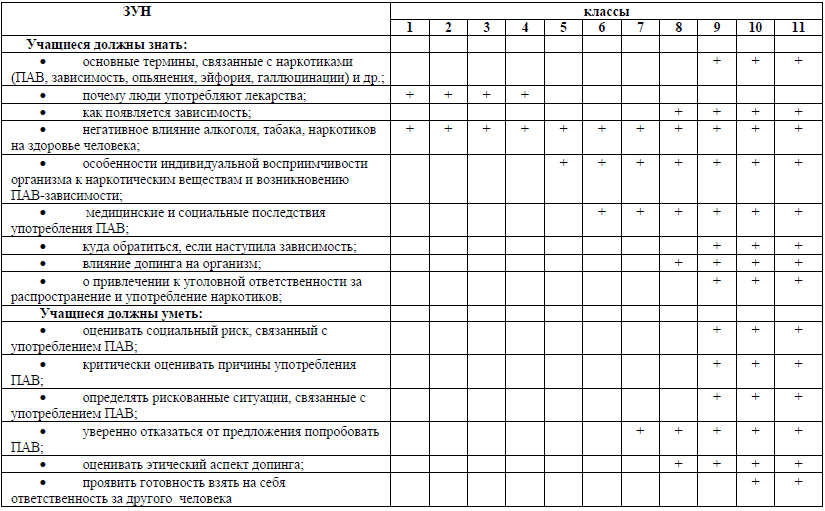 ЗУН классы
1 2 3 4 5 6 7 8 9 10 11
Учащиеся должны знать:
• основные термины, связанные с наркотиками
(ПАВ, зависимость, опьянения, эйфория, галлюцинации) и др.; + + +
• почему люди употребляют лекарства; + + + +
• как появляется зависимость; + + + +
• негативное влияние алкоголя, табака, наркотиков + + + + + + + + + + +
на здоровье человека;
• особенности индивидуальной восприимчивости + + + + + + +
организма к наркотическим веществам и возникновению
ПАВ-зависимости;
• медицинские и социальные последствия + + + + + +
употребления ПАВ;
• куда обратиться, если наступила зависимость; + + +
• влияние допинга на организм; + + + +
• о привлечении к уголовной ответственности за + + +
распространение и употребление наркотиков;
Учащиеся должны уметь:
• оценивать социальный риск, связанный с + + +
употреблением ПАВ;
• критически оценивать причины употребления + + +
ПАВ;
• определять рискованные ситуации, связанные с + + +
употреблением ПАВ;
• уверенно отказаться от предложения попробовать + + + + +
ПАВ;
• оценивать этический аспект допинга; + + + +
• проявить готовность взять на себя + +
ответственность за другого человека